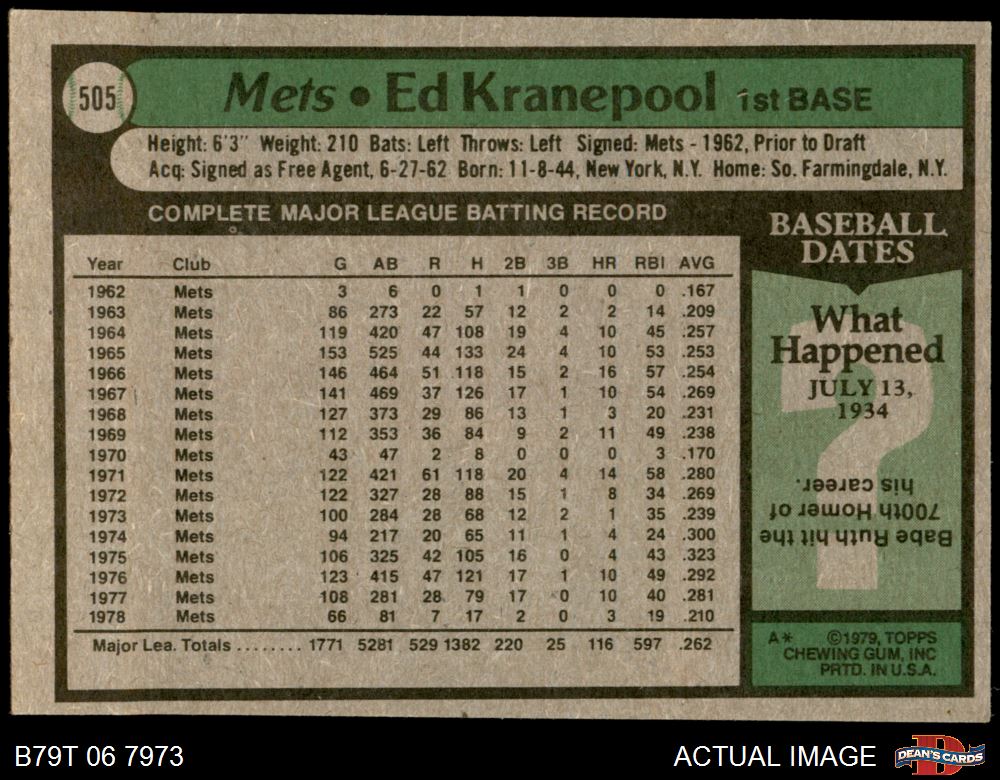 505
Mets • Ed Kranepool 1st BASE
Height: 6'3" Weight: 210 Bats: Left Throws: Left Signed: Mets - 1962, Prior to Draft
Acq: Signed as Free Agent, 6-27-62 Born: 11-8-44, New York, N.Y. Home: So. Farmingdale, N.Y.
COMPLETE MAJOR LEAGUE BATTING RECORD
Year Club G AB R H 2B 3B HR RBI AVG
1962 Mets 3 6 0 1 1 0 0 0 .167
1963 Mets 86 273 22 57 12 2 2 14 .209
1964 Mets 119 420 47 108 19 4 10 45 .257
1965 Mets 153 525 44 133 24 4 10 53 .253
1966 Mets 146 464 51 118 15 2 16 57 .254
1967 Mets 141 469 37 126 17 1 10 54 .269
1968 Mets 127 373 29 86 13 1 3 20 .231
1969 Mets 112 353 36 84 9 2 11 49 .238
1970 Mets 43 47 2 8 0 0 0 3 .170
1971 Mets 122 421 61 118 20 4 14 58 .280
1972 Mets 122 327 28 88 15 1 8 34 .269
1973 Mets 100 284 28 68 12 2 1 35 .239
1974 Mets 94 217 20 65 11 1 4 24 .300
1975 Mets 106 325 42 105 16 0 4 43 .323
1976 Mets 123 415 47 121 17 1 10 49 .292
1977 Mets 108 281 28 79 17 0 10 40 .281
1978 Mets 66 81 7 17 2 0 3 19 .210
Major Lea. Totals ........ 1771 5281 529 1382 220 25 116 597 .262
BASEBALL
DATES
What
Happened
JULY 13,
1934
Babe Ruth hit the
700th Homer of
his career.
A* ©1979, TOPPS
CHEWING GUM, INC
PRTD. IN U.S.A.
B79T 06 7973
ACTUAL IMAGE
D
DEAN'S CARDS